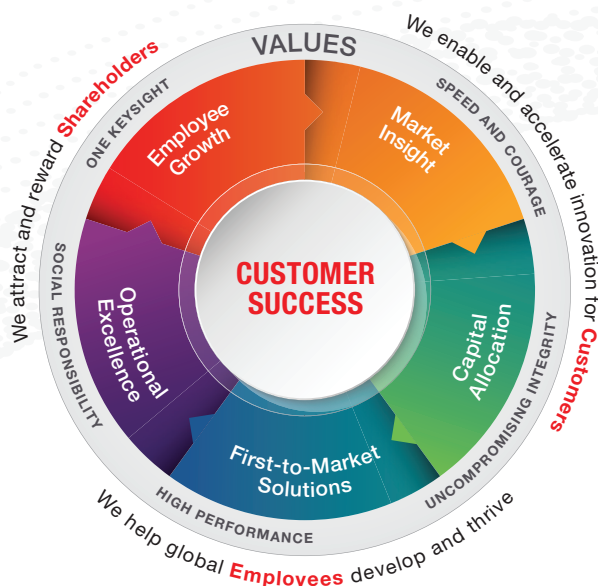 VALUES
SPEED AND COURAGE
UNCOMPROMISING INTEGRITY
HIGH PERFORMANCE
SOCIAL RESPONSIBILITY
ONE KEYSIGHT
We enable and accelerate innovation for Customers
We help global Employees develop and thrive
We attract and reward Shareholders
Market
Insight
Capital
Allocation
First-to-Market
Solutions
Operational
Excellence
Employee
Growth
CUSTOMER
SUCCESS